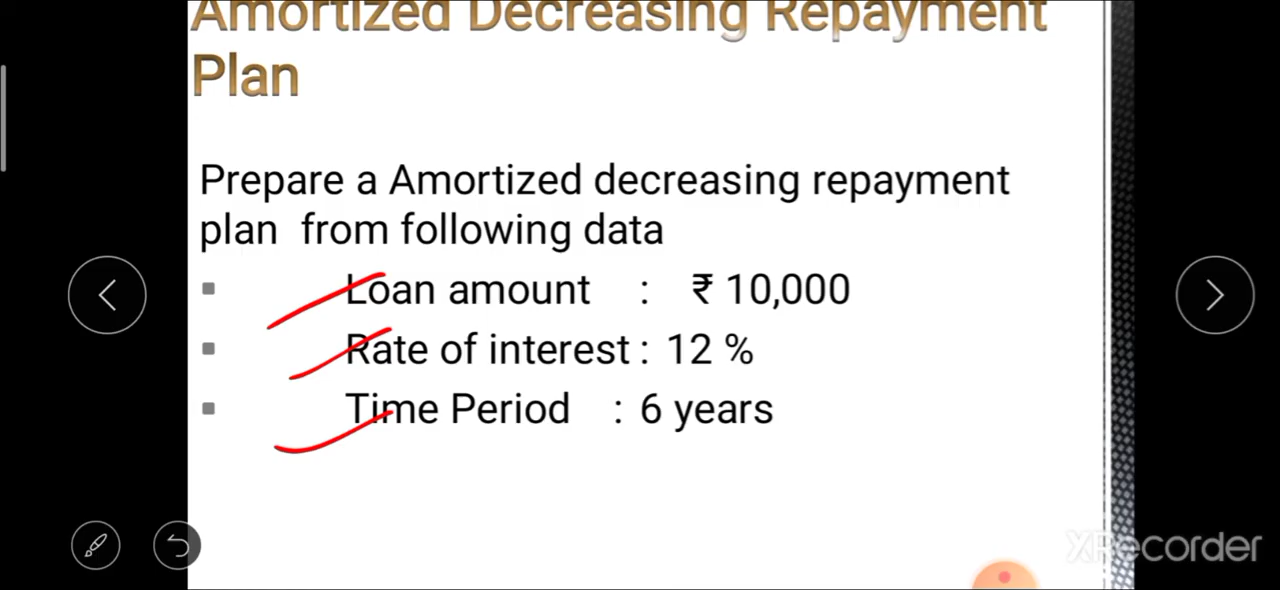 Amortized Decreasing Repayment
Plan
Prepare a Amortized decreasing repayment
plan from following data
Loan amount : ₹ 10,000
Rate of interest : 12 %
Time Period : 6 years
XRecorder